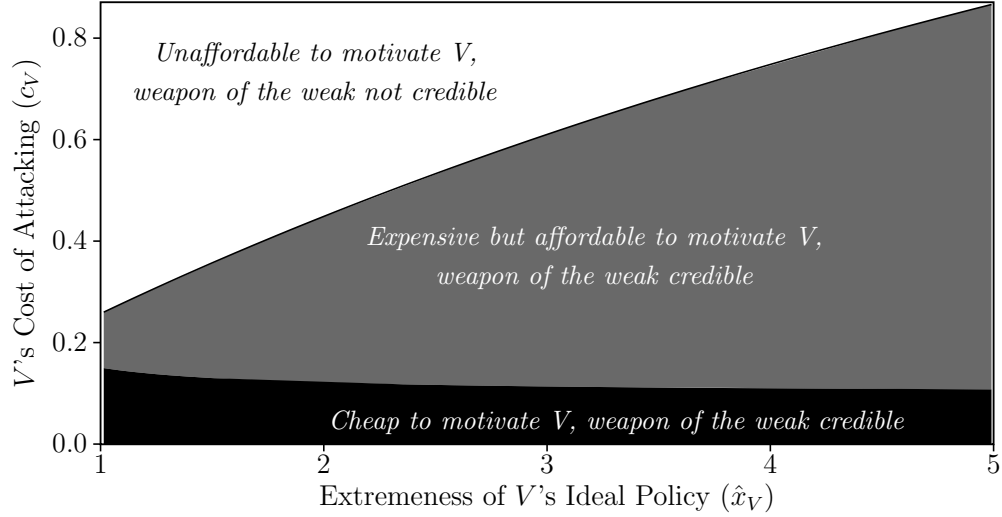 0.8
0.6
0.4
0.2
0.0
V's Cost of Attacking (c_V)
Unaffordable to motivate V,
weapon of the weak not credible
Expensive but affordable to motivate V,
weapon of the weak credible
Cheap to motivate V, weapon of the weak credible
1 2 3 4 5
Extremeness of V's Ideal Policy (x̂_V)